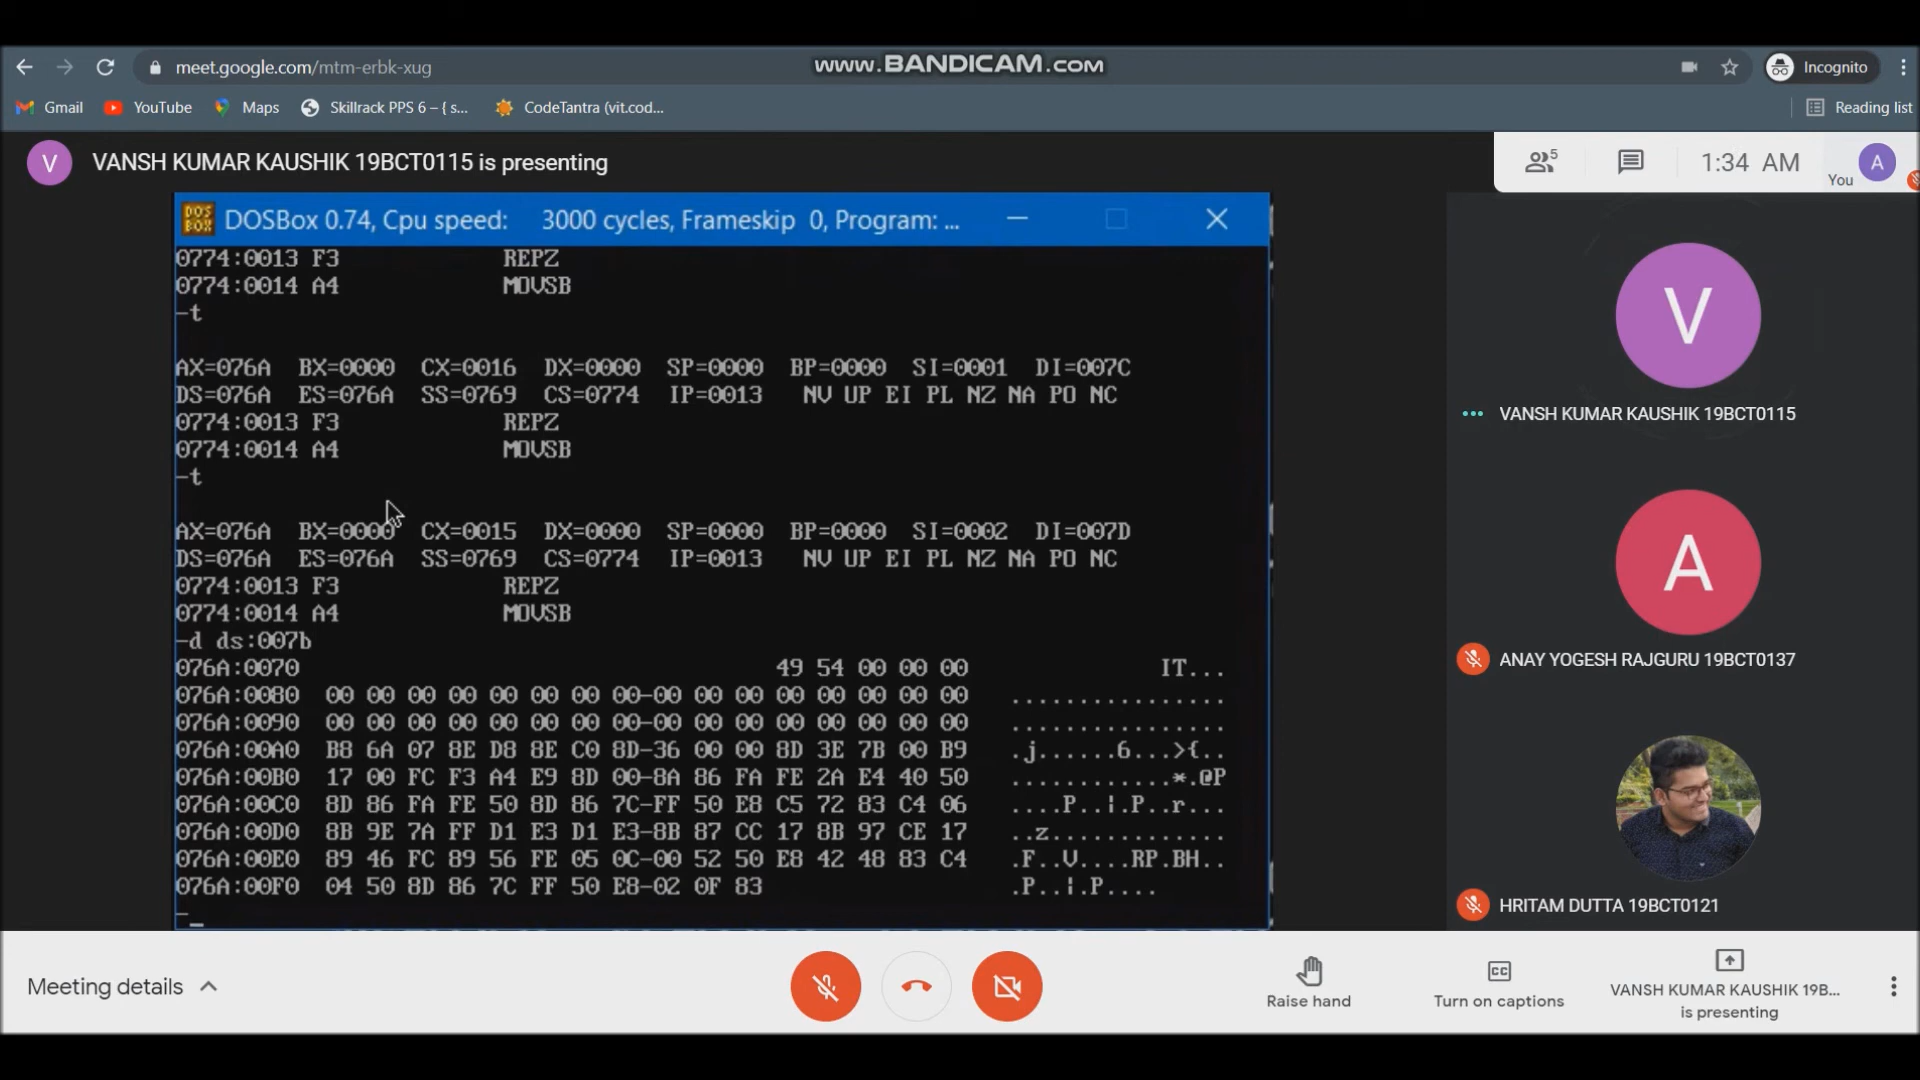 www.BANDICAM.com
meet.google.com/mtm-erbk-xug
Incognito
Gmail
YouTube
Maps
Skillrack PPS 6 – { s...
CodeTantra (vit.cod...
Reading list
V
VANSH KUMAR KAUSHIK 19BCT0115 is presenting
5
1:34 AM
You
A
DOS BOX
DOSBox 0.74, Cpu speed: 3000 cycles, Frameskip 0, Program: ...
0774:0013 F3 REPZ
0774:0014 A4 MOVSB
-t
AX=076A BX=0000 CX=0016 DX=0000 SP=0000 BP=0000 SI=0001 DI=007C
DS=076A ES=076A SS=0769 CS=0774 IP=0013 NV UP EI PL NZ NA PO NC
0774:0013 F3 REPZ
0774:0014 A4 MOVSB
-t
AX=076A BX=0000 CX=0015 DX=0000 SP=0000 BP=0000 SI=0002 DI=007D
DS=076A ES=076A SS=0769 CS=0774 IP=0013 NV UP EI PL NZ NA PO NC
0774:0013 F3 REPZ
0774:0014 A4 MOVSB
-d ds:007b
076A:0070 49 54 00 00 00 IT...
076A:0080 00 00 00 00 00 00 00 00-00 00 00 00 00 00 00 00 ................
076A:0090 00 00 00 00 00 00 00 00-00 00 00 00 00 00 00 00 ................
076A:00A0 B8 6A 07 8E D8 8E C0 8D-36 00 00 8D 3E 7B 00 B9 .j......6...>{..
076A:00B0 17 00 FC F3 A4 E9 8D 00-8A 86 FA FE 2A E4 40 50 ............*.@P
076A:00C0 8D 86 FA FE 50 8D 86 7C-FF 50 E8 C5 72 83 C4 06 ....P..|.P..r...
076A:00D0 8B 9E 7A FF D1 E3 D1 E3-8B 87 CC 17 8B 97 CE 17 ..z.............
076A:00E0 89 46 FC 89 56 FE 05 0C-00 52 50 E8 42 48 83 C4 .F..V....RP.BH..
076A:00F0 04 50 8D 86 7C FF 50 E8-02 0F 83 .P..|.P....
-_
V
VANSH KUMAR KAUSHIK 19BCT0115
A
ANAY YOGESH RAJGURU 19BCT0137
HRITAM DUTTA 19BCT0121
Meeting details
Raise hand
CC
Turn on captions
VANSH KUMAR KAUSHIK 19B...
is presenting